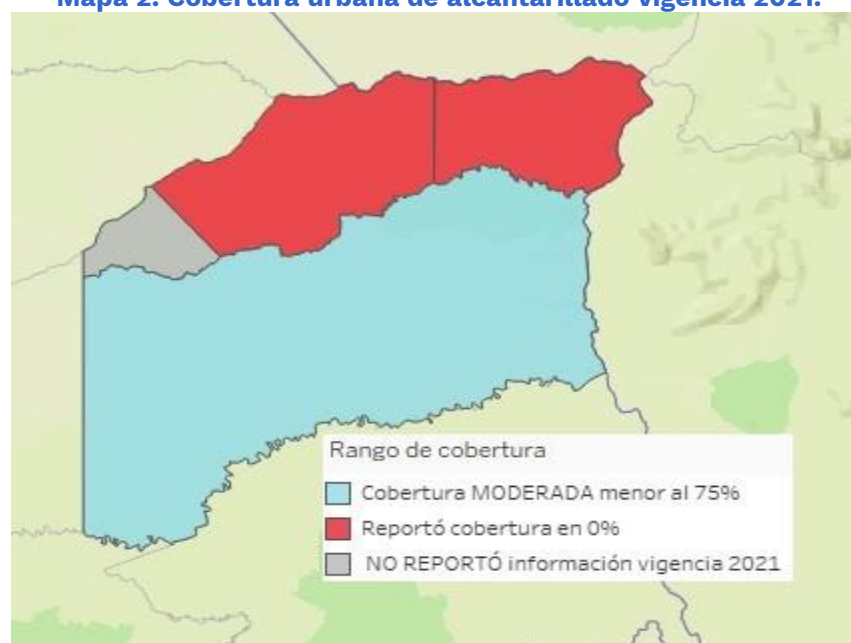 Mapa 2. Cobertura urbana de alcantarillado vigencia 2021.
Rango de cobertura
Cobertura MODERADA menor al 75%
Reportó cobertura en 0%
NO REPORTÓ información vigencia 2021